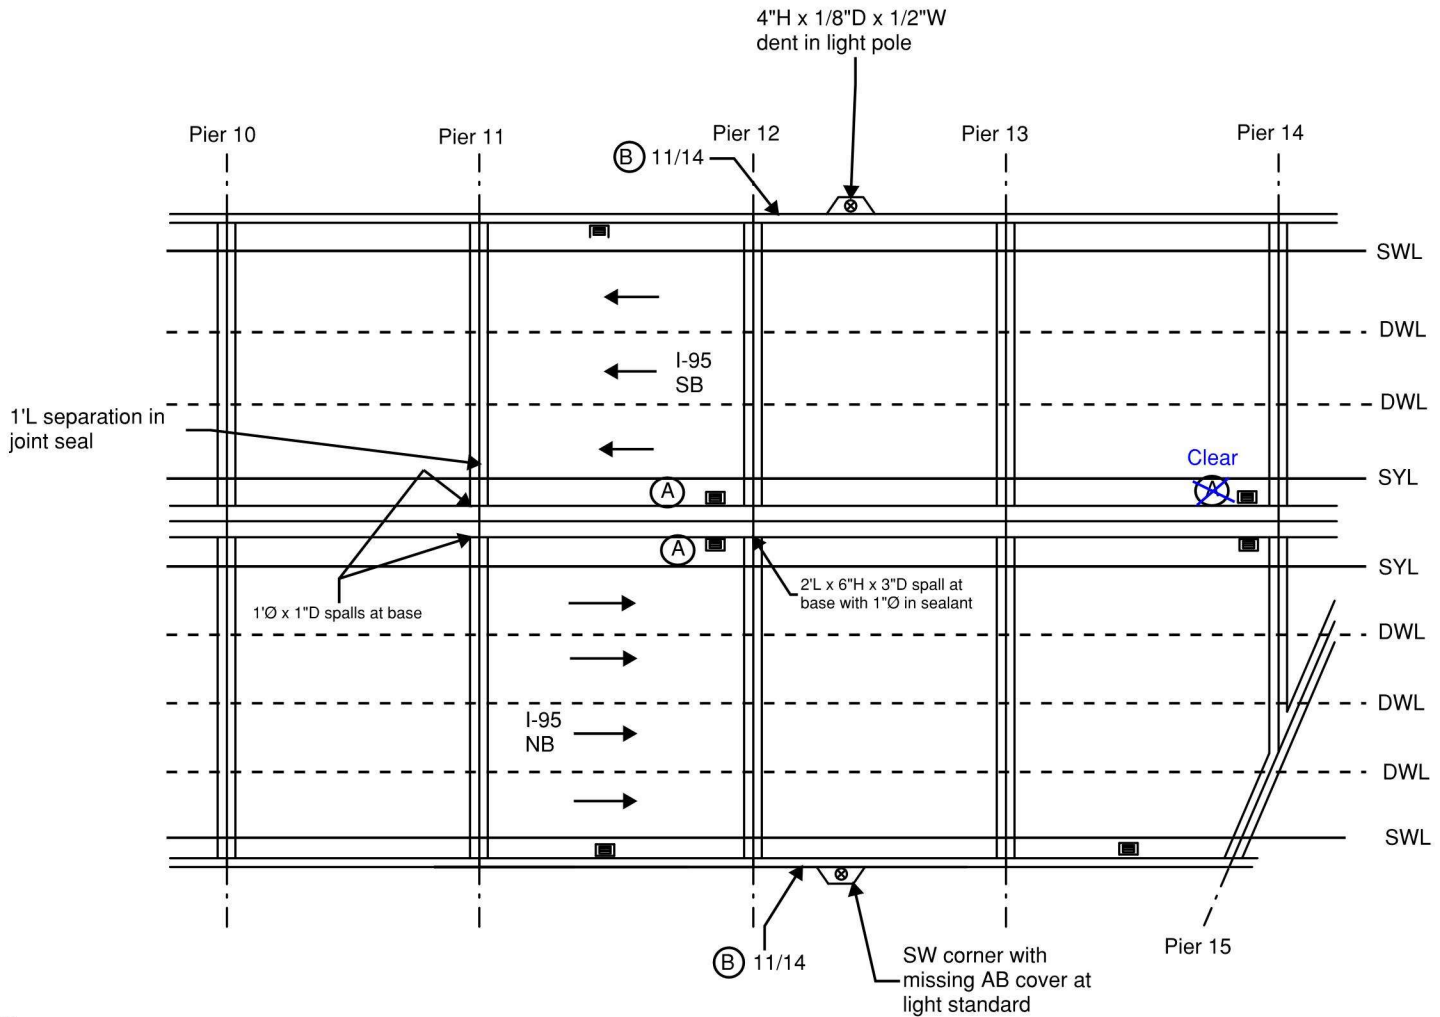 4"H x 1/8"D x 1/2"W
dent in light pole
Pier 10
Pier 11
Pier 12
Pier 13
Pier 14
B 11/14
SWL
DWL
I-95
SB
DWL
1'L separation in
joint seal
Clear
SYL
A
A
A
SYL
2'L x 6"H x 3"D spall at
base with 1"Ø in sealant
1'Ø x 1"D spalls at base
DWL
DWL
I-95
NB
DWL
SWL
B 11/14
Pier 15
SW corner with
missing AB cover at
light standard